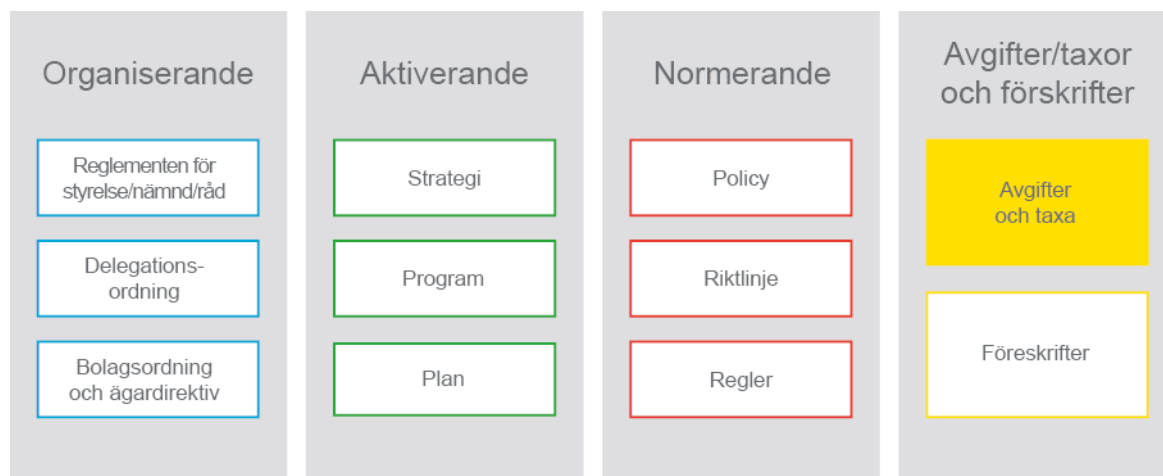 Organiserande
Reglementen för
styrelse/nämnd/råd
Delegations-
ordning
Bolagsordning
och ägardirektiv
Aktiverande
Strategi
Program
Plan
Normerande
Policy
Riktlinje
Regler
Avgifter/taxor
och förskrifter
Avgifter
och taxa
Föreskrifter